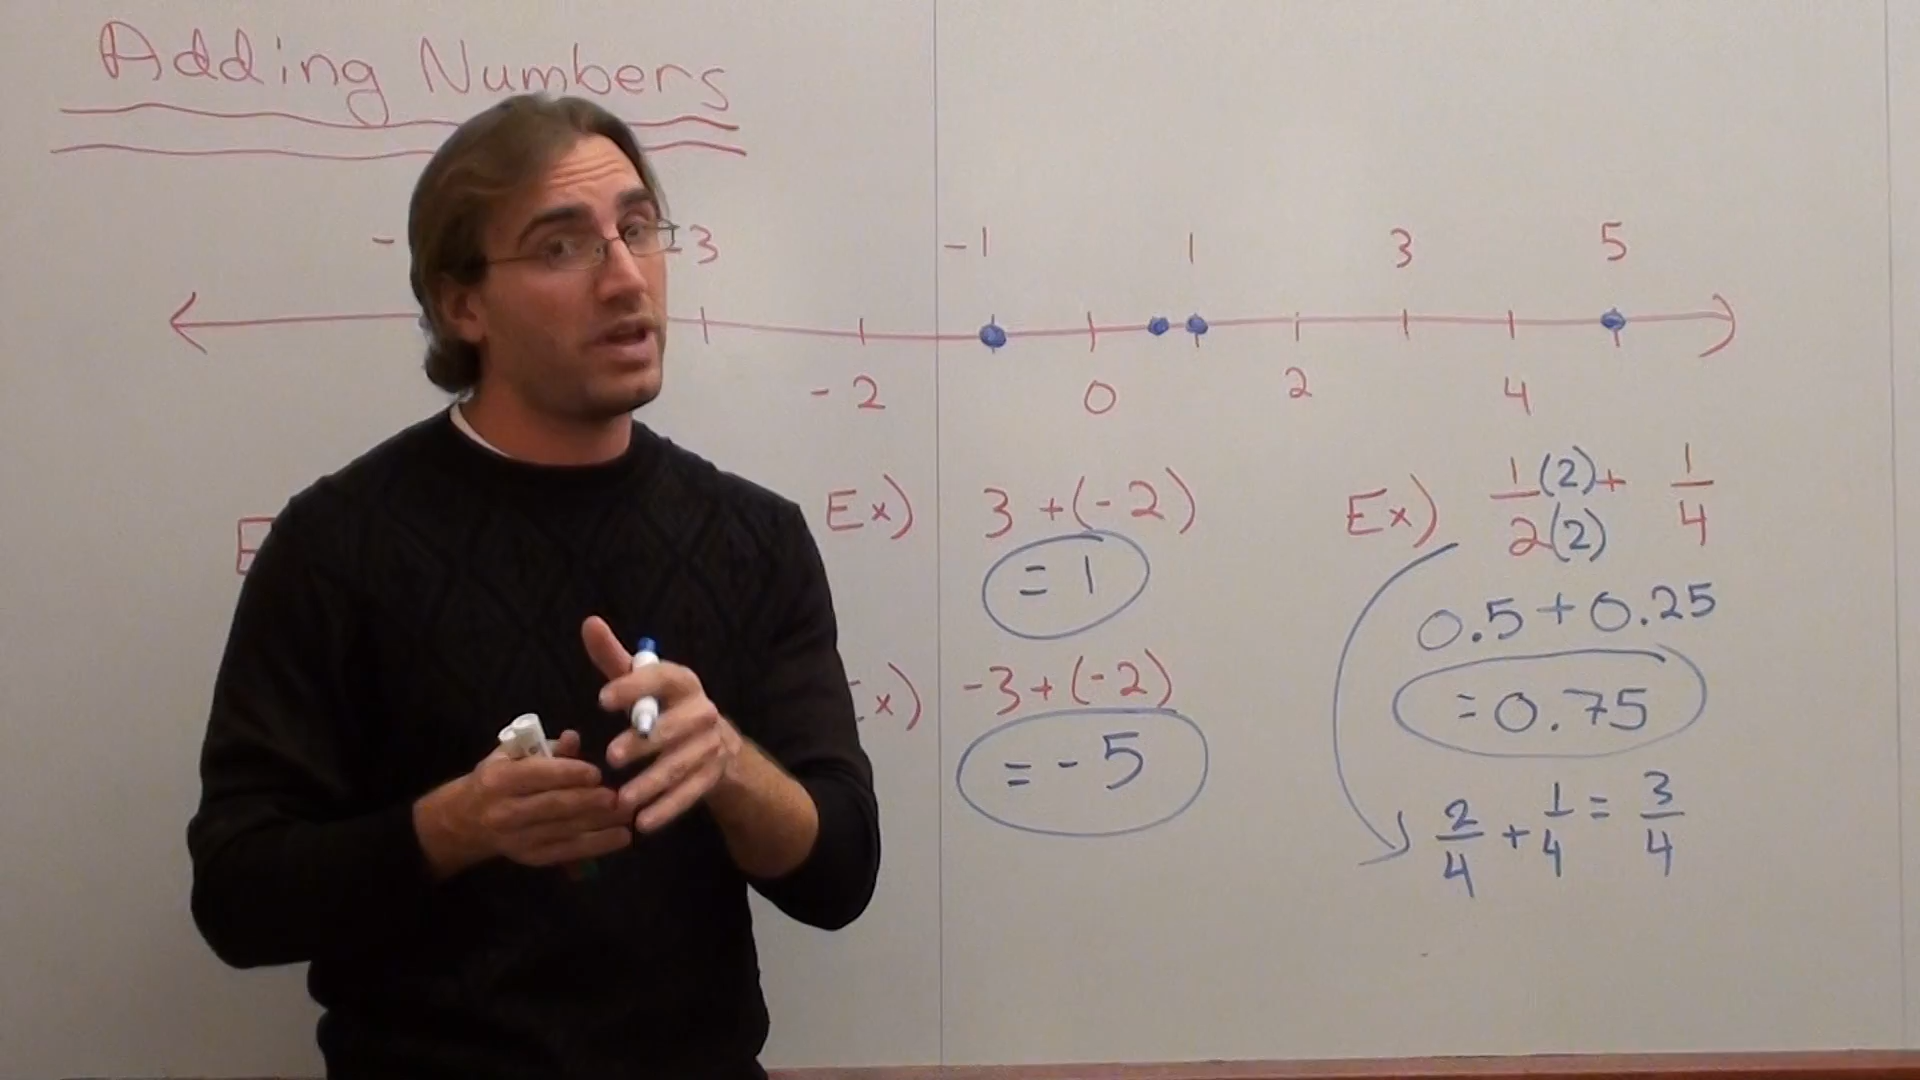 Adding Numbers
-3 -1 1 3 5
-2 0 2 4
Ex) 3 + (-2)
= 1
-3 + (-2)
= -5
Ex) 1(2)/2(2) + 1/4
0.5 + 0.25
= 0.75
2/4 + 1/4 = 3/4